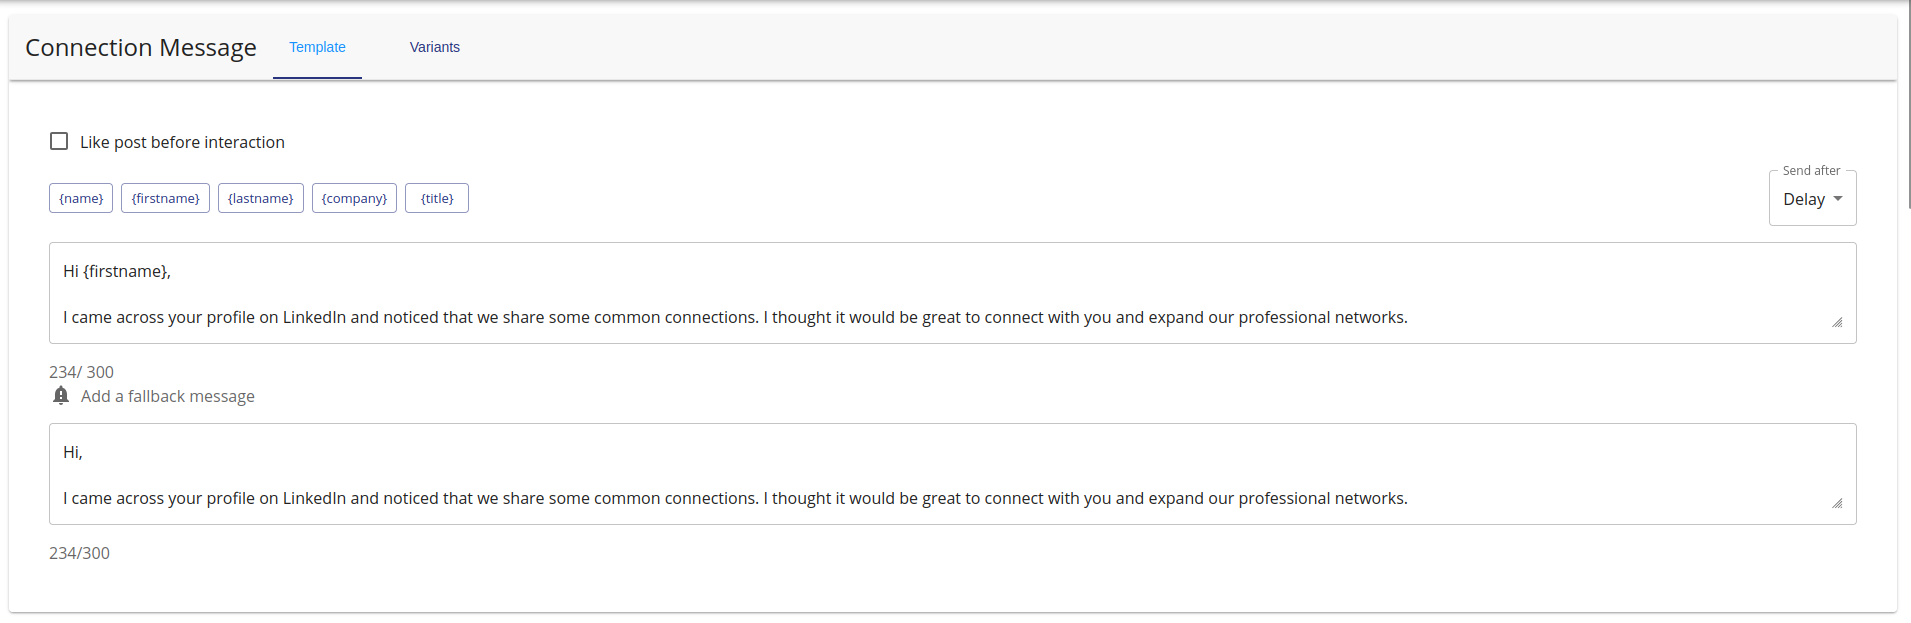 Connection Message Template Variants
Like post before interaction
{name} {firstname} {lastname} {company} {title}
Send after
Delay
Hi {firstname},
I came across your profile on LinkedIn and noticed that we share some common connections. I thought it would be great to connect with you and expand our professional networks.
234/ 300
Add a fallback message
Hi,
I came across your profile on LinkedIn and noticed that we share some common connections. I thought it would be great to connect with you and expand our professional networks.
234/300